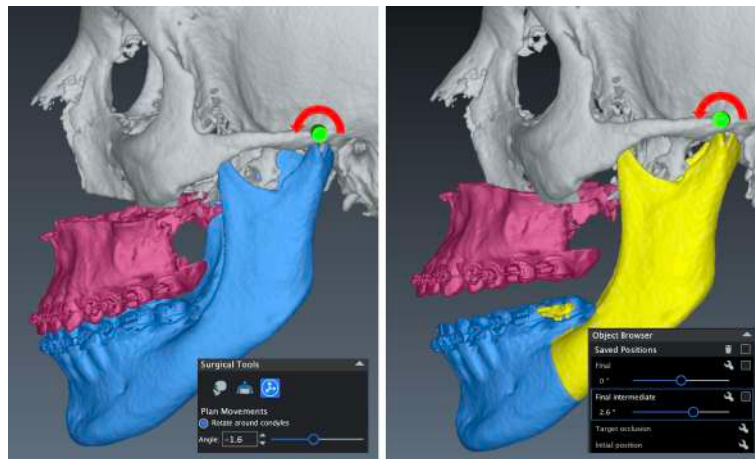 Surgical Tools
Plan Movements
Rotate around condyles
Angle: -1.6
Object Browser
Saved Positions
Final
0 °
Final intermediate
2.6 °
Target occlusion
Initial position